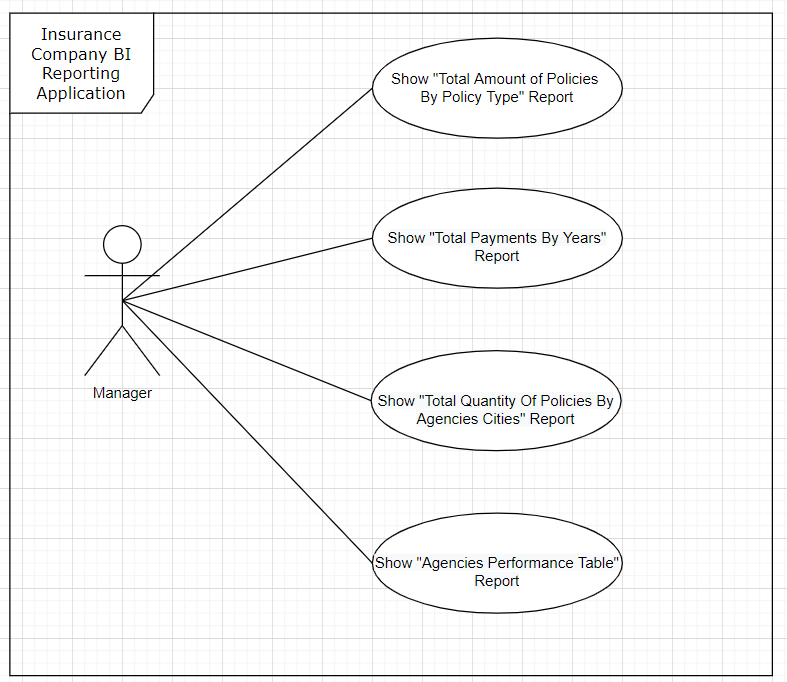 Insurance
Company BI
Reporting
Application
Show "Total Amount of Policies
By Policy Type" Report
Show "Total Payments By Years"
Report
Manager
Show "Total Quantity Of Policies By
Agencies Cities" Report
Show "Agencies Performance Table"
Report